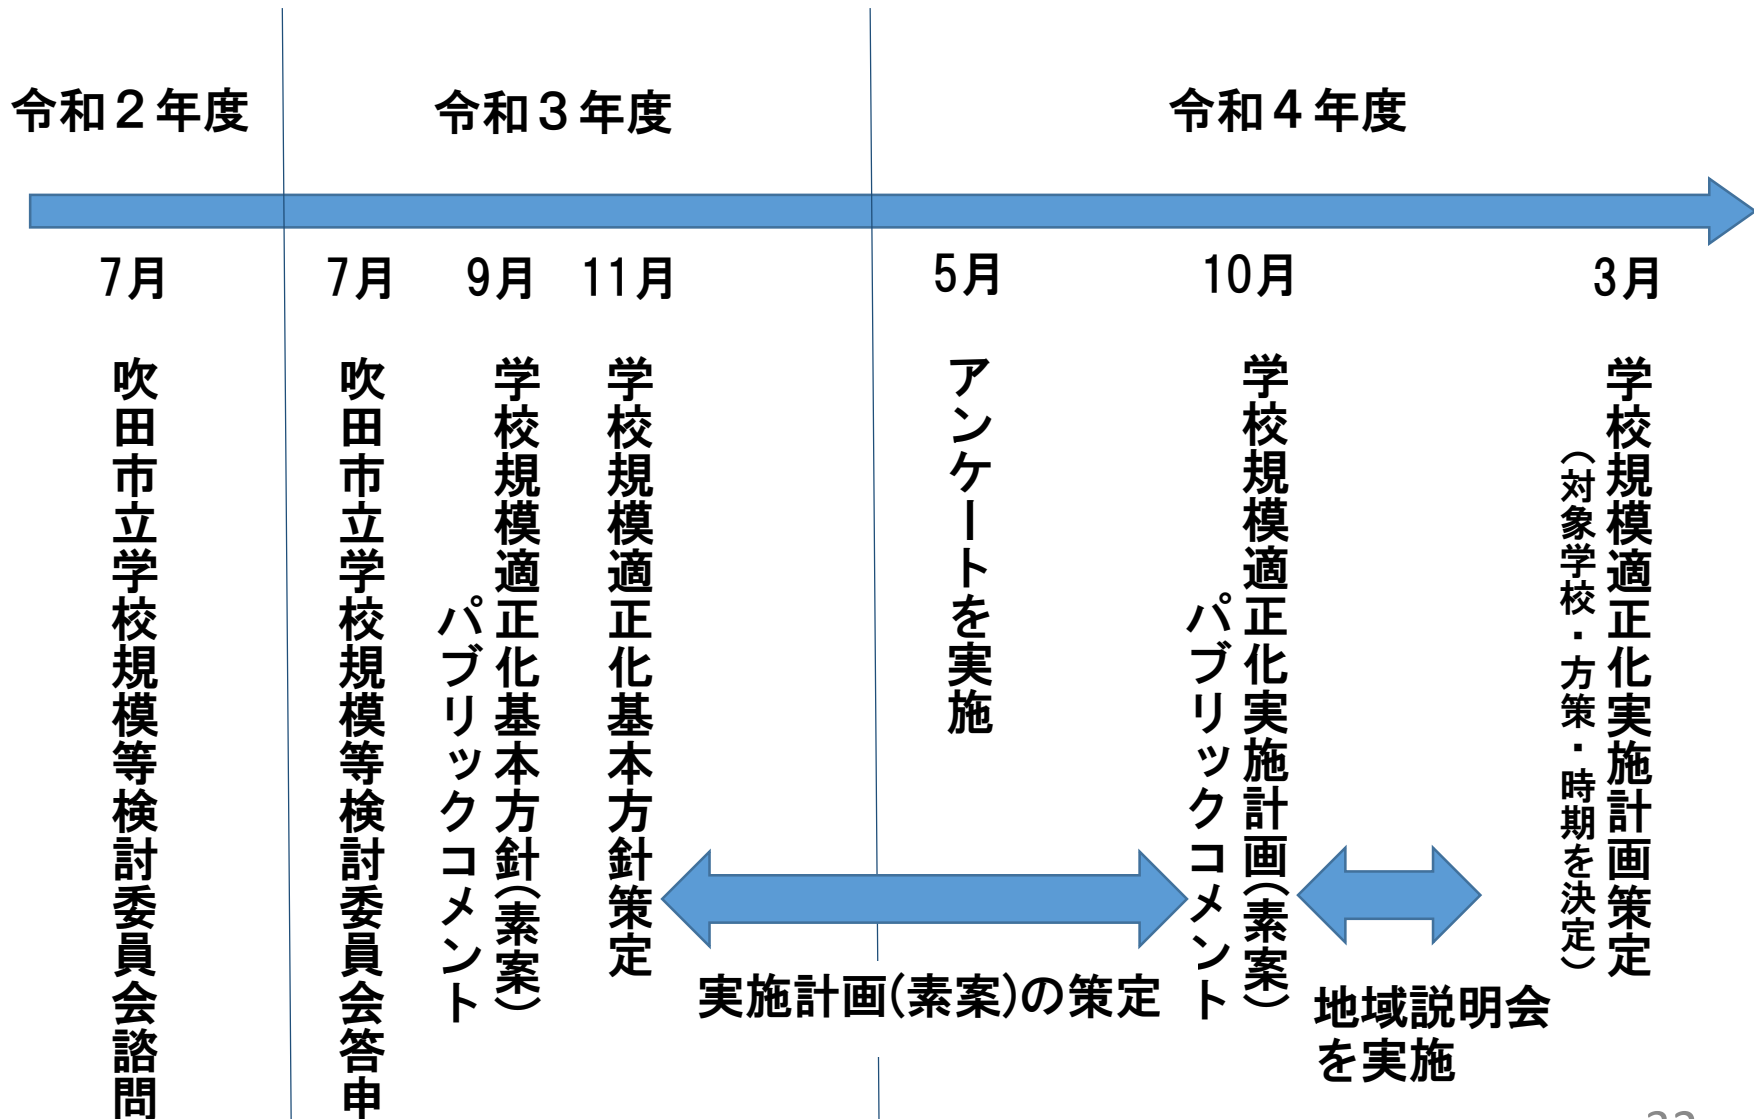 令和２年度
令和３年度
令和４年度
7月
7月
9月
11月
5月
10月
3月
吹田市立学校規模等検討委員会諮問
吹田市立学校規模等検討委員会答申
学校規模適正化基本方針(素案)
パブリックコメント
学校規模適正化基本方針策定
アンケートを実施
学校規模適正化実施計画(素案)
パブリックコメント
学校規模適正化実施計画策定
(対象学校・方策・時期を決定)
実施計画(素案)の策定
地域説明会
を実施